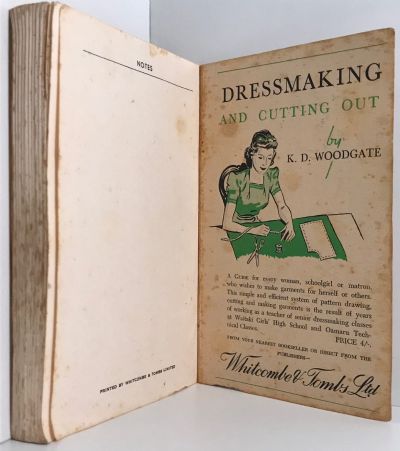 NOTES
PRINTED BY WHITCOMBE & TOMBS LIMITED
DRESSMAKING
AND CUTTING OUT
by
K. D. WOODGATE
A GUIDE for every woman, schoolgirl or matron,
who wishes to make garments for herself or others.
This simple and efficient system of pattern drawing,
cutting and making garments is the result of years
of working as a teacher of senior dressmaking classes
at Waitaki Girls' High School and Oamaru Tech-
nical Classes.
PRICE 4/-.
FROM YOUR NEAREST BOOKSELLER OR DIRECT FROM THE
PUBLISHERS—
Whitcombe & Tombs Ltd